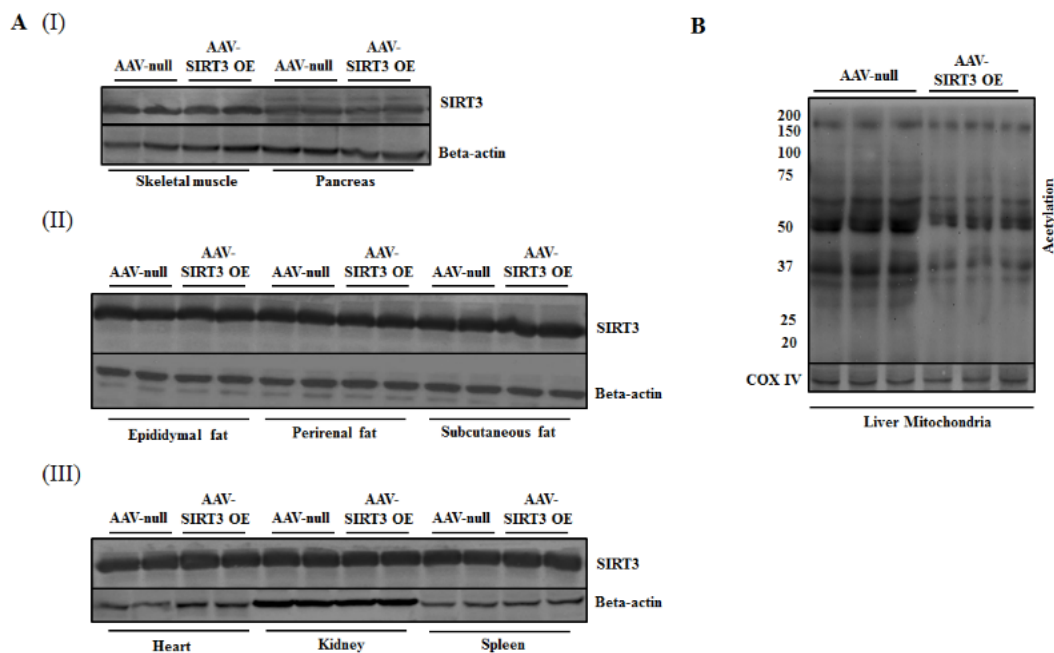 A (I)
AAV-null
AAV-
SIRT3 OE
AAV-null
AAV-
SIRT3 OE
SIRT3
Beta-actin
Skeletal muscle
Pancreas
(II)
AAV-null
AAV-
SIRT3 OE
AAV-null
AAV-
SIRT3 OE
AAV-null
AAV-
SIRT3 OE
SIRT3
Beta-actin
Epididymal fat
Perirenal fat
Subcutaneous fat
(III)
AAV-null
AAV-
SIRT3 OE
AAV-null
AAV-
SIRT3 OE
AAV-null
AAV-
SIRT3 OE
SIRT3
Beta-actin
Heart
Kidney
Spleen
B
AAV-null
AAV-
SIRT3 OE
200
150
100
75
50
37
25
20
Acetylation
COX IV
Liver Mitochondria